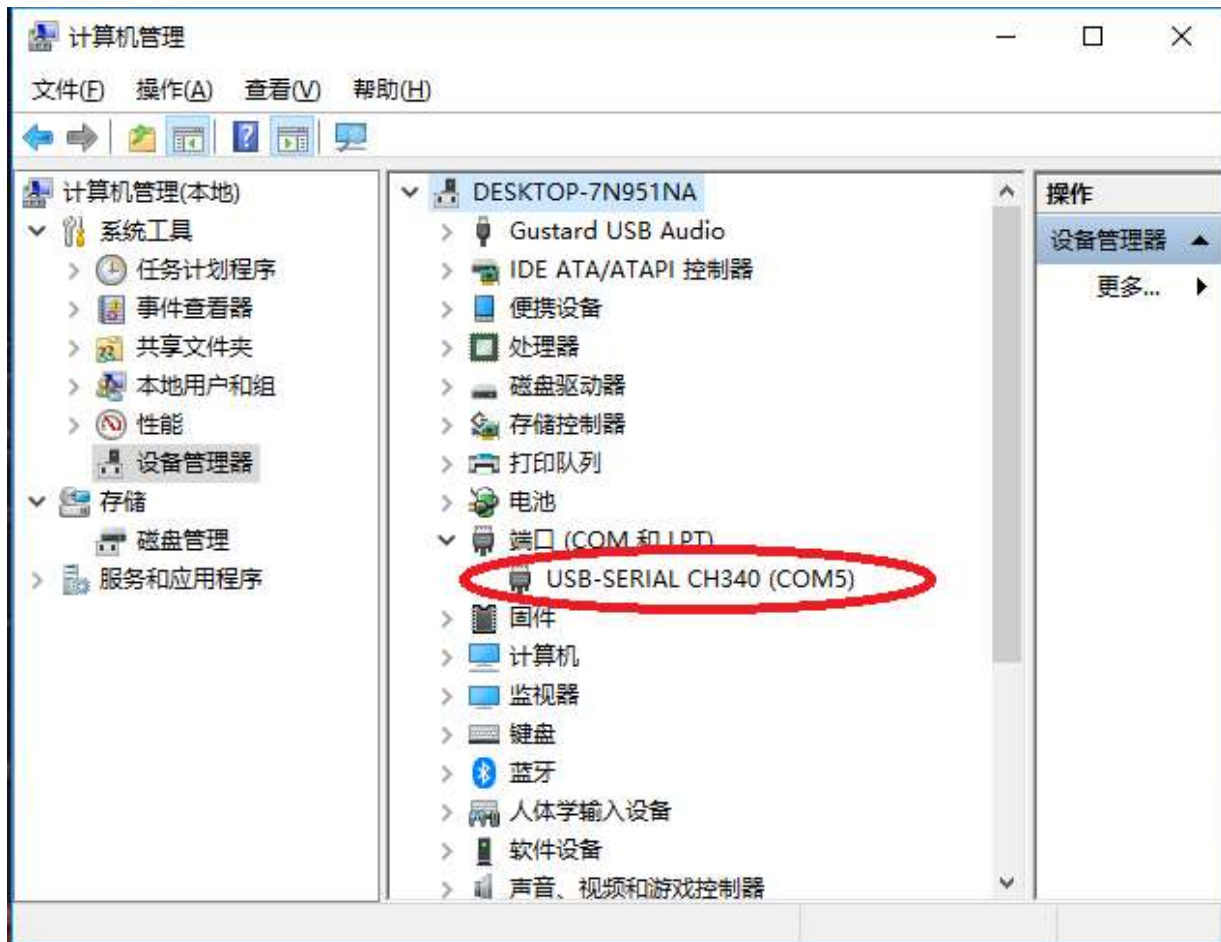 计算机管理
文件(F) 操作(A) 查看(V) 帮助(H)
计算机管理(本地)
系统工具
任务计划程序
事件查看器
共享文件夹
本地用户和组
性能
设备管理器
存储
磁盘管理
服务和应用程序
DESKTOP-7N951NA
Gustard USB Audio
IDE ATA/ATAPI 控制器
便携设备
处理器
磁盘驱动器
存储控制器
打印队列
电池
端口 (COM 和 LPT)
USB-SERIAL CH340 (COM5)
固件
计算机
监视器
键盘
蓝牙
人体学输入设备
软件设备
声音、视频和游戏控制器
操作
设备管理器
更多...